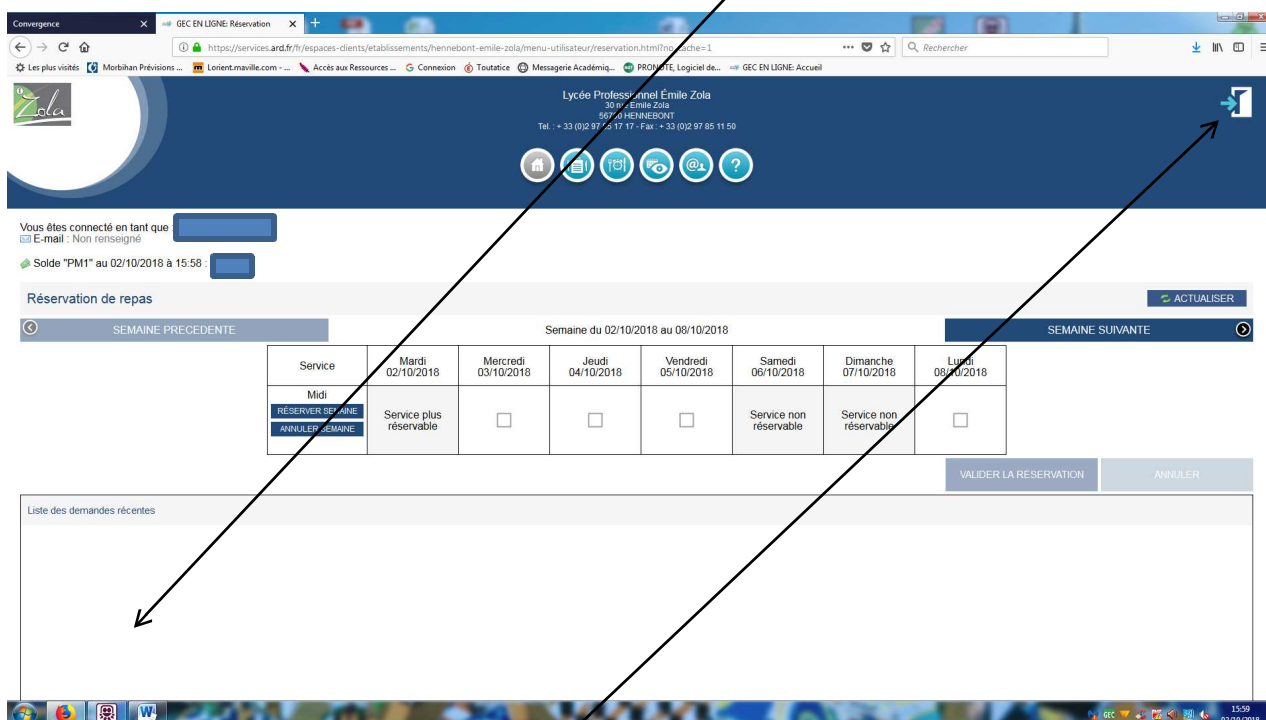 Convergence
GEC EN LIGNE: Réservation
https://services.ard.fr/fr/espaces-clients/etablissements/hennebont-emile-zola/menu-utilisateur/reservation.html?no_cache=1
Rechercher
Les plus visités
Morbihan Prévisions ...
Lorient.maville.com - ...
Accès aux Ressources ...
Connexion
Toutatice
Messagerie Académiq...
PRONOTE, Logiciel de...
GEC EN LIGNE: Accueil
Zola
Lycée Professionnel Émile Zola
30 rue Emile Zola
56700 HENNEBONT
Tel. : + 33 (0)2 97 85 17 17 - Fax : + 33 (0)2 97 85 11 50
Vous êtes connecté en tant que :
E-mail : Non renseigné
Solde "PM1" au 02/10/2018 à 15:58 :
Réservation de repas
ACTUALISER
SEMAINE PRECEDENTE
Semaine du 02/10/2018 au 08/10/2018
SEMAINE SUIVANTE
Service
Mardi
02/10/2018
Mercredi
03/10/2018
Jeudi
04/10/2018
Vendredi
05/10/2018
Samedi
06/10/2018
Dimanche
07/10/2018
Lundi
08/10/2018
Midi
RÉSERVER SEMAINE
ANNULER SEMAINE
Service plus
réservable
Service non
réservable
Service non
réservable
VALIDER LA RÉSERVATION
ANNULER
Liste des demandes récentes
GEC
15:59
02/10/2018